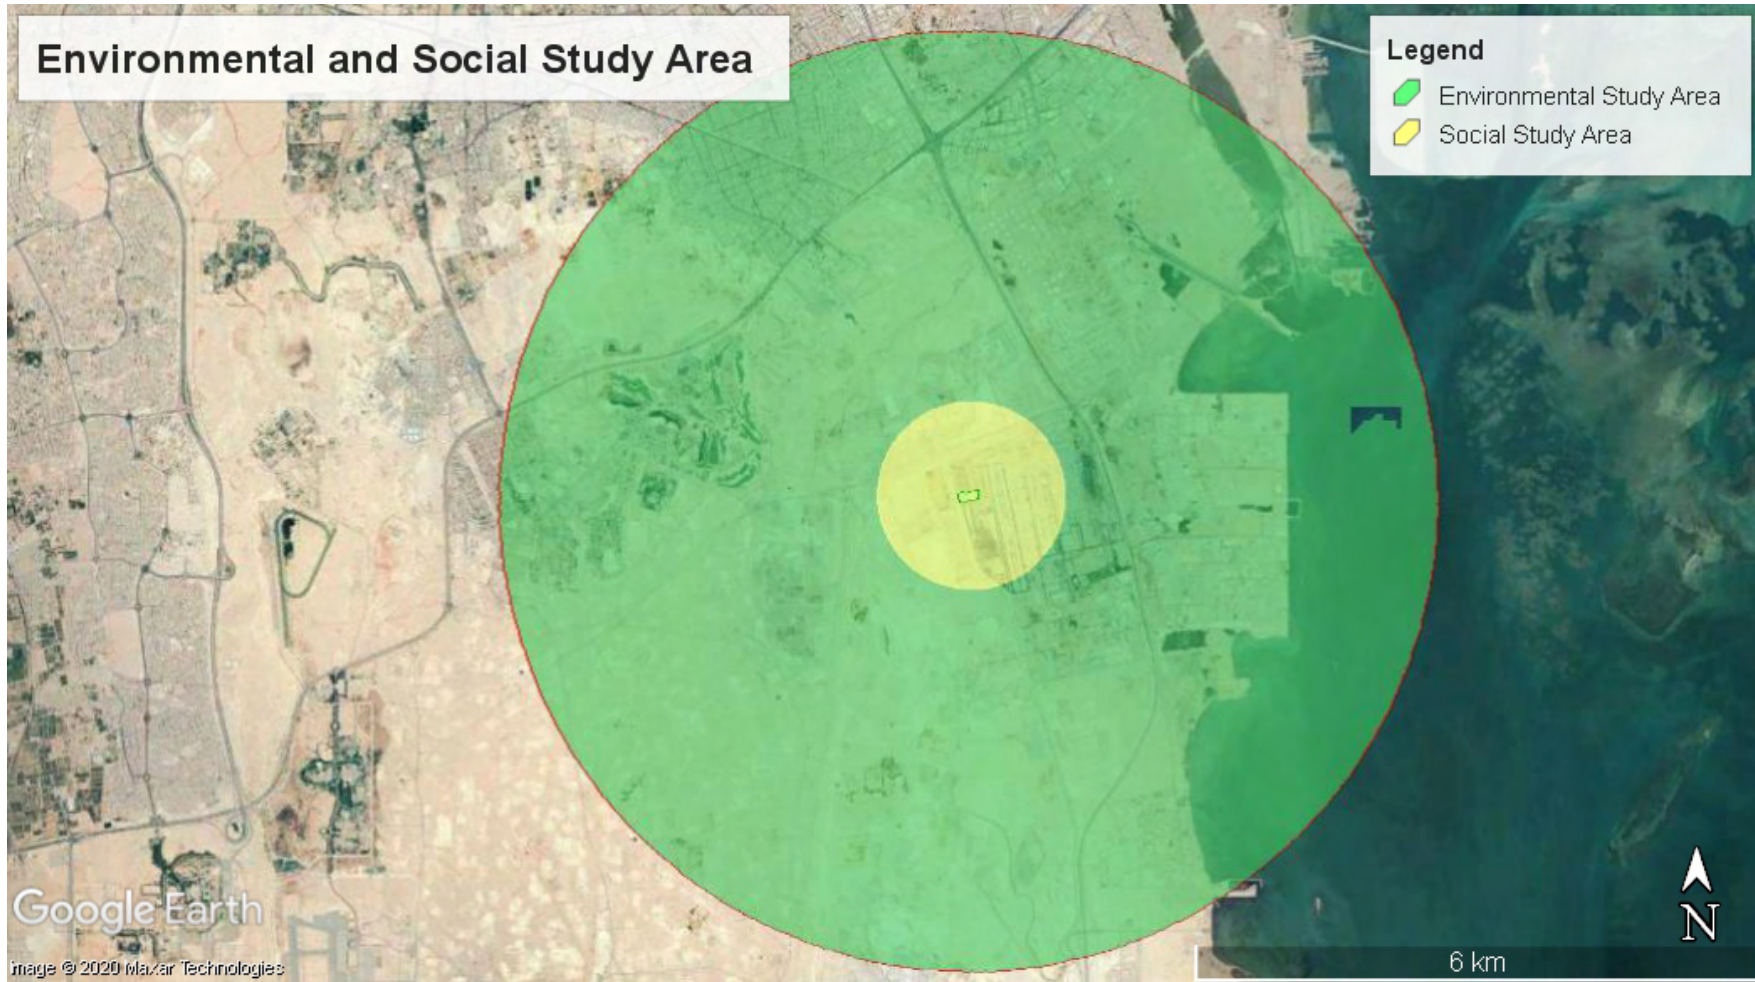 Environmental and Social Study Area
Legend
Environmental Study Area
Social Study Area
Google Earth
Image © 2020 Maxar Technologies
N
6 km